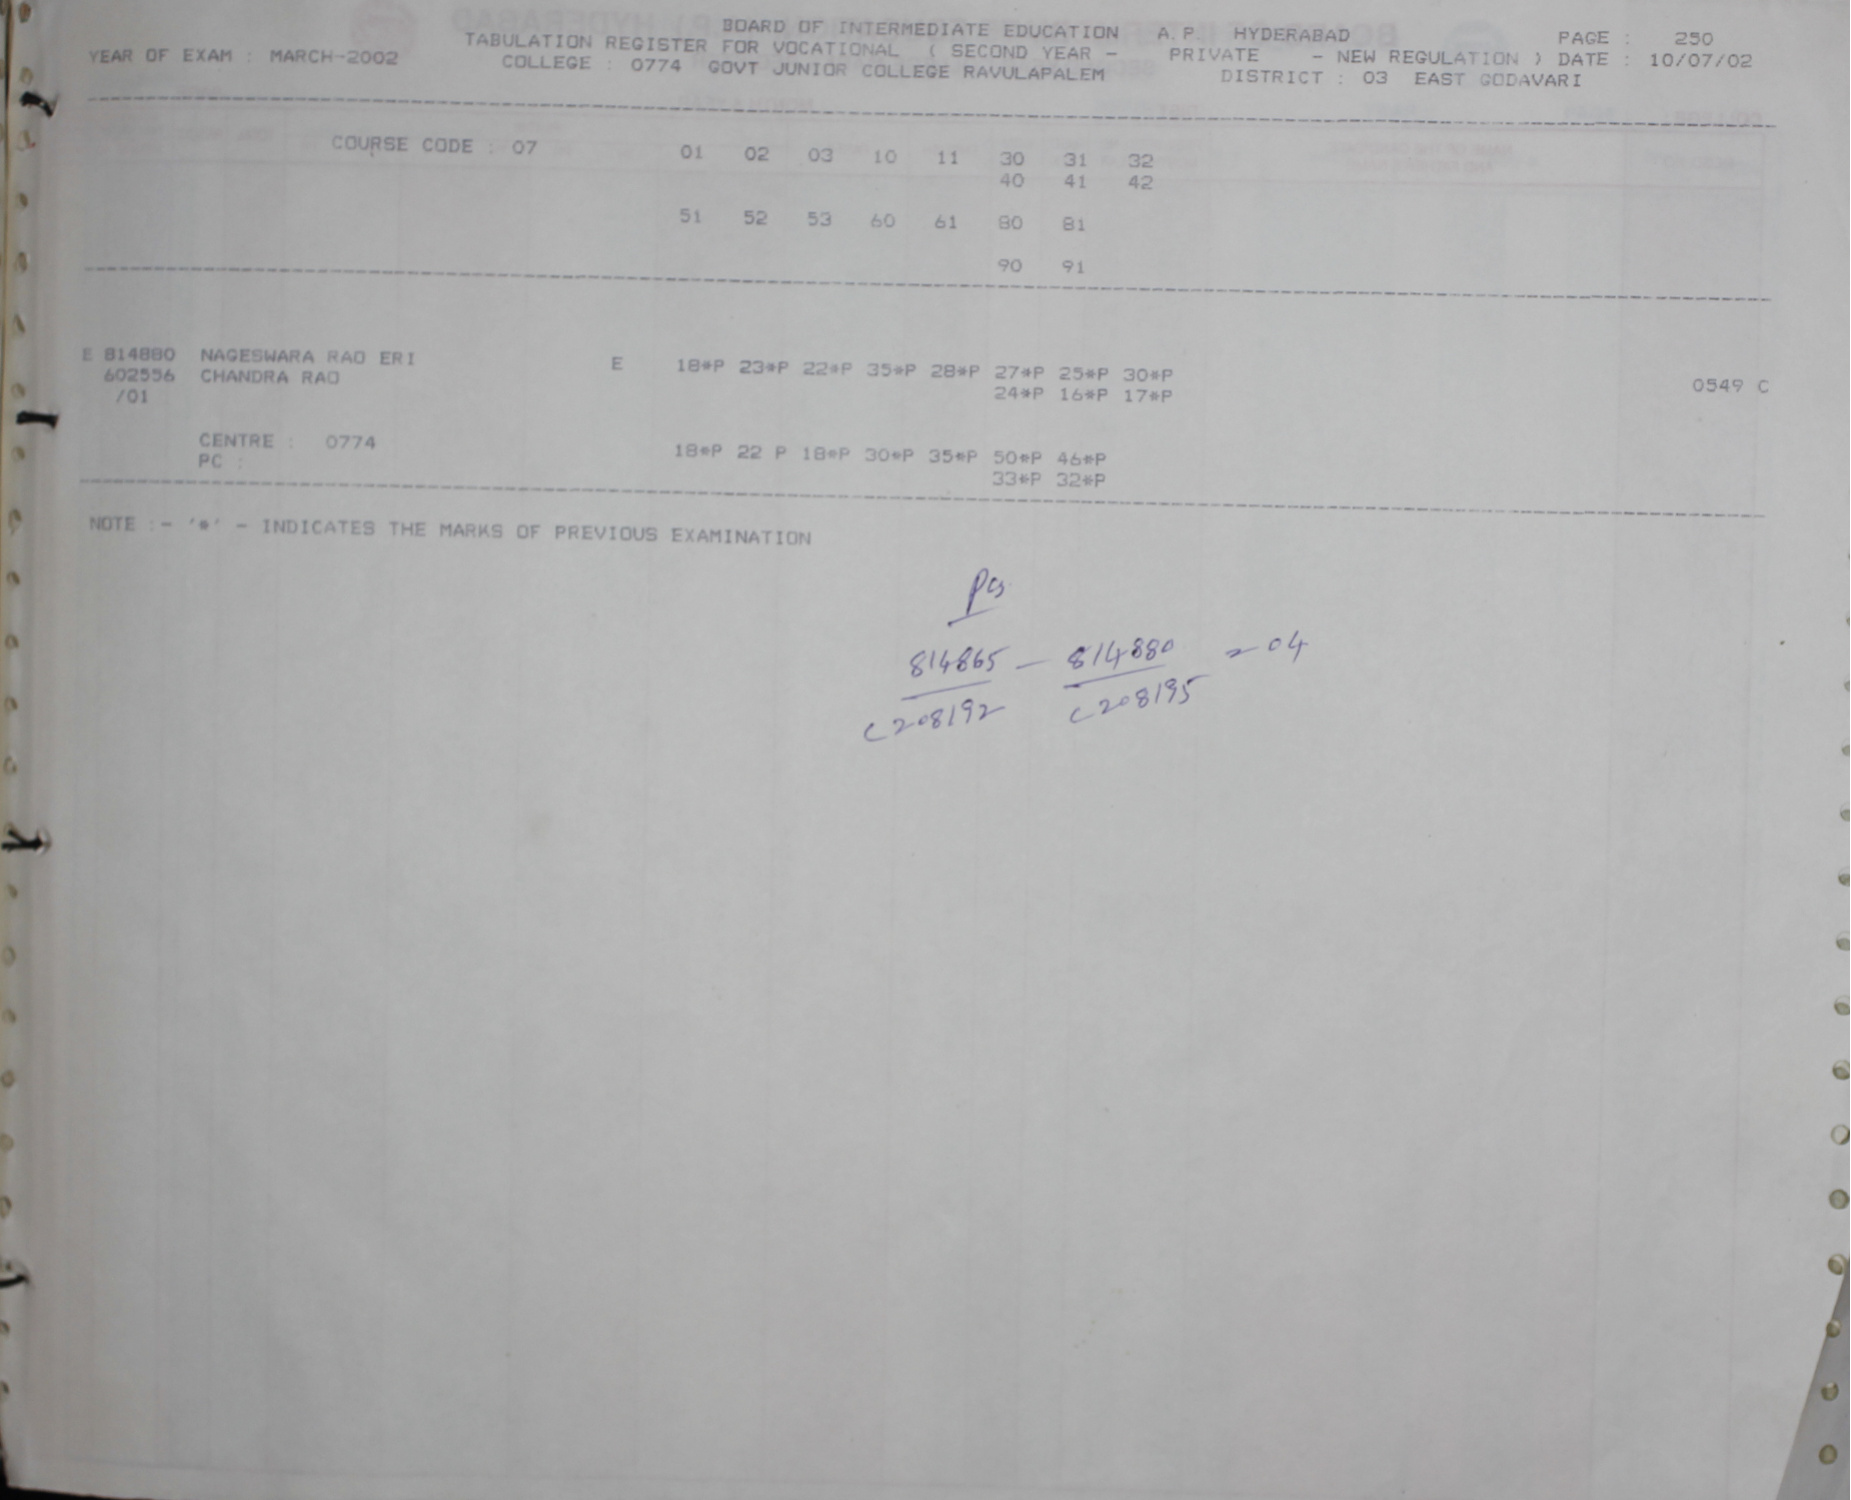 BOARD OF INTERMEDIATE EDUCATION A.P. HYDERABAD PAGE : 250
YEAR OF EXAM : MARCH-2002 TABULATION REGISTER FOR VOCATIONAL ( SECOND YEAR - PRIVATE - NEW REGULATION ) DATE : 10/07/02
COLLEGE : 0774 GOVT JUNIOR COLLEGE RAVULAPALEM DISTRICT : 03 EAST GODAVARI
COURSE CODE : 07 01 02 03 10 11 30 31 32
40 41 42
51 52 53 60 61 80 81
90 91
E 814880 NAGESWARA RAO ERI E 18*P 23*P 22*P 35*P 28*P 27*P 25*P 30*P
602556 CHANDRA RAO 24*P 16*P 17*P 0549 C
/01
CENTRE : 0774 18*P 22 P 18*P 30*P 35*P 50*P 46*P
PC : 33*P 32*P
NOTE :- '*' - INDICATES THE MARKS OF PREVIOUS EXAMINATION
Pcs
814865 - 814880 = 04
C208192 C208195